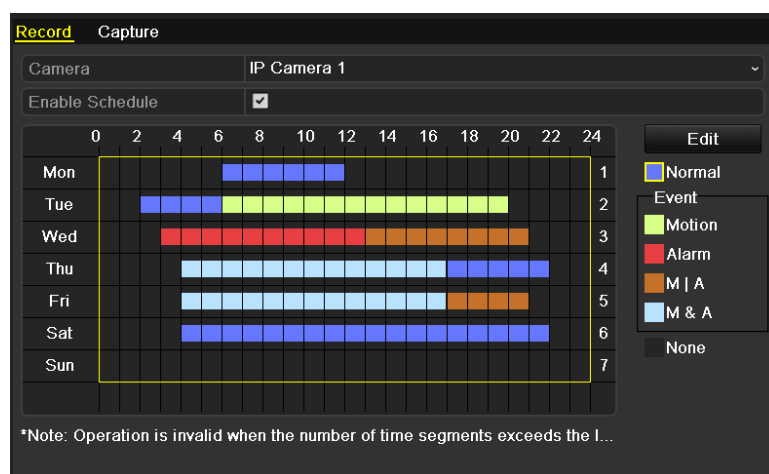 Record Capture
Camera IP Camera 1
Enable Schedule
0 2 4 6 8 10 12 14 16 18 20 22 24 Edit
Mon 1 Normal
Tue 2 Event
Motion
Wed 3 Alarm
Thu 4 M | A
Fri 5 M & A
Sat 6 None
Sun 7
*Note: Operation is invalid when the number of time segments exceeds the l...